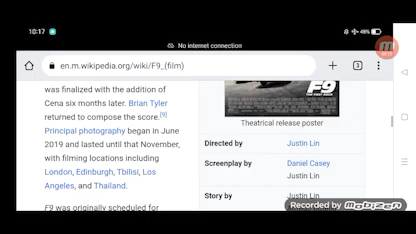 10:17
48%
No internet connection
en.m.wikipedia.org/wiki/F9_(film)
3
was finalized with the addition of
Cena six months later. Brian Tyler
returned to compose the score.[9]
Principal photography began in June
2019 and lasted until that November,
with filming locations including
London, Edinburgh, Tbilisi, Los
Angeles, and Thailand.
F9 was originally scheduled for
F9
Theatrical release poster
Directed by Justin Lin
Screenplay by Daniel Casey
Justin Lin
Story by Justin Lin
Recorded by Mobizen